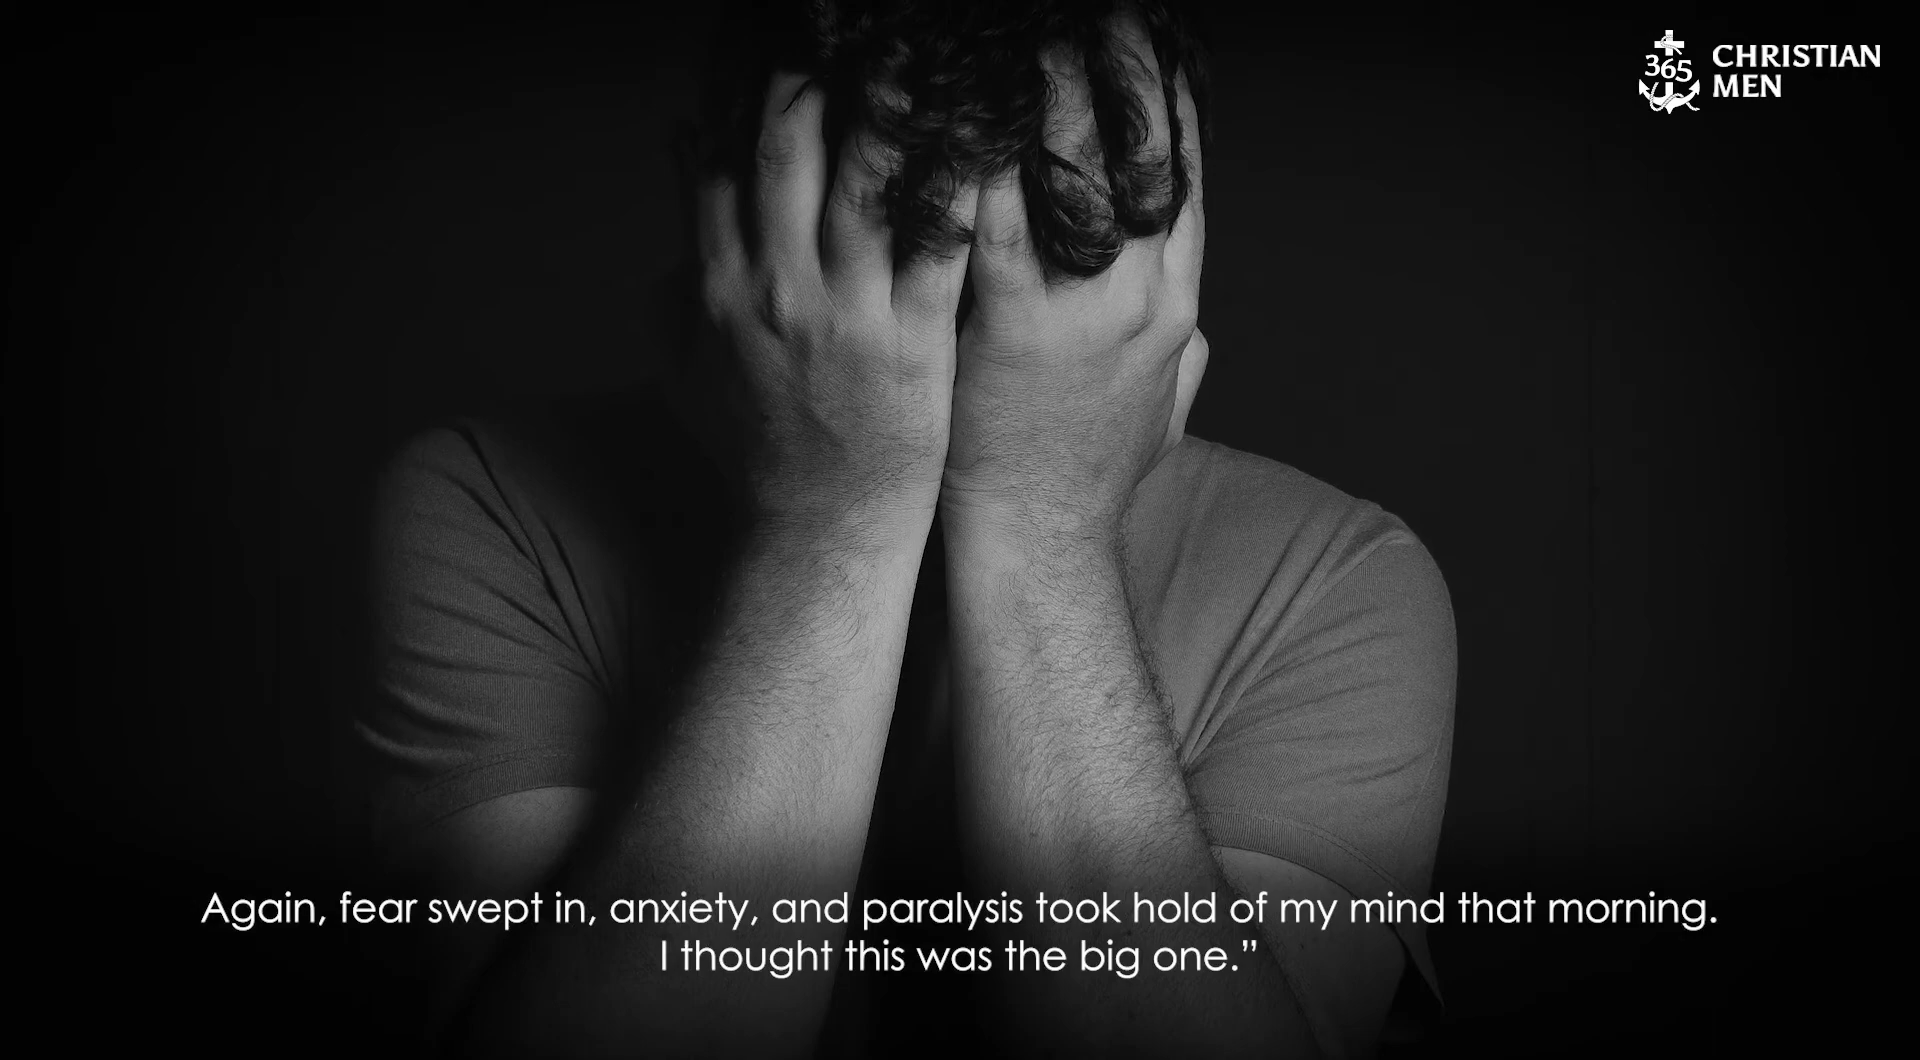 365
CHRISTIAN
MEN
Again, fear swept in, anxiety, and paralysis took hold of my mind that morning.
I thought this was the big one.”